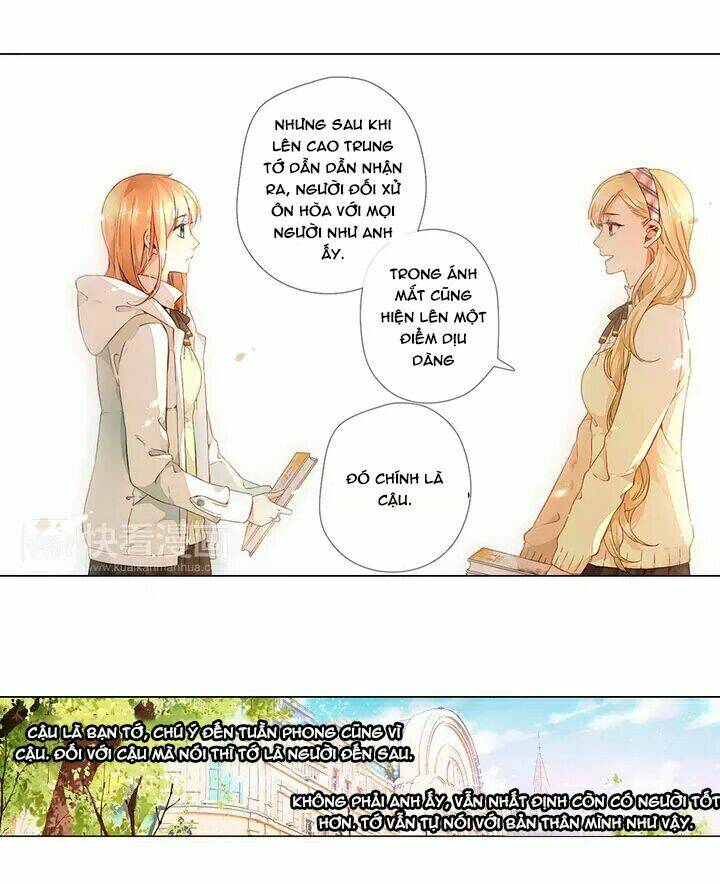 NHƯNG SAU KHI
LÊN CAO TRUNG
TỚ DẦN DẦN NHẬN
RA, NGƯỜI ĐỐI XỬ
ÔN HÒA VỚI MỌI
NGƯỜI NHƯ ANH
ẤY.
TRONG ÁNH
MẮT CŨNG
HIỆN LÊN MỘT
ĐIỂM DỊU
DÀNG
ĐÓ CHÍNH LÀ
CẬU.
快看漫画
www.kuaikanmanhua.com
CẬU LÀ BẠN TỚ, CHÚ Ý ĐẾN TUẤN PHONG CŨNG VÌ
CẬU. ĐỐI VỚI CẬU MÀ NÓI THÌ TỚ LÀ NGƯỜI ĐẾN SAU.
KHÔNG PHẢI ANH ẤY, VẪN NHẤT ĐỊNH CÒN CÓ NGƯỜI TỐT
HƠN. TỚ VẪN TỰ NÓI VỚI BẢN THÂN MÌNH NHƯ VẬY.